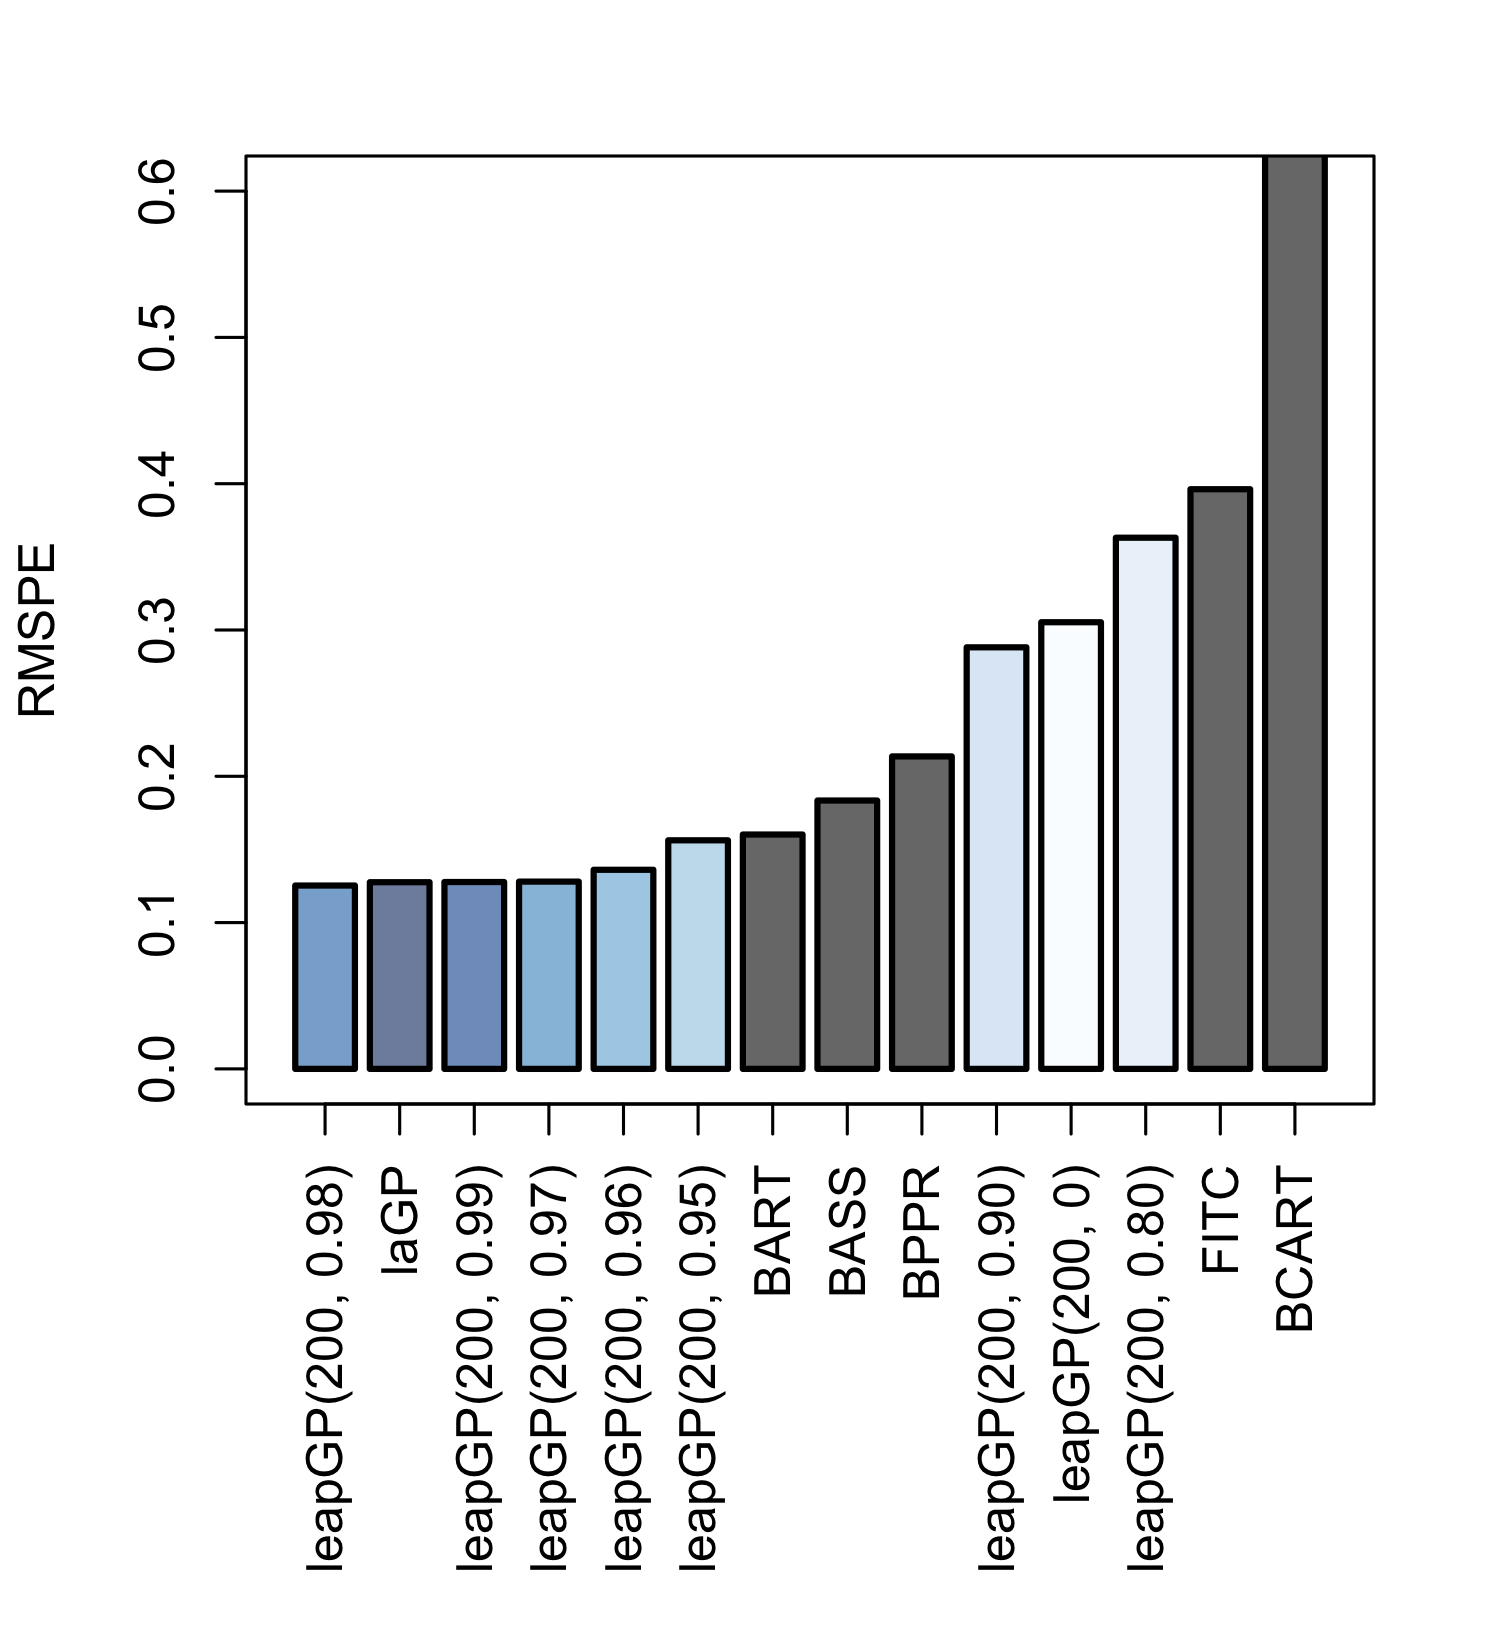 RMSPE
0.6
0.5
0.4
0.3
0.2
0.1
0.0
leapGP(200, 0.98)
laGP
leapGP(200, 0.99)
leapGP(200, 0.97)
leapGP(200, 0.96)
leapGP(200, 0.95)
BART
BASS
BPPR
leapGP(200, 0.90)
leapGP(200, 0)
leapGP(200, 0.80)
FITC
BCART